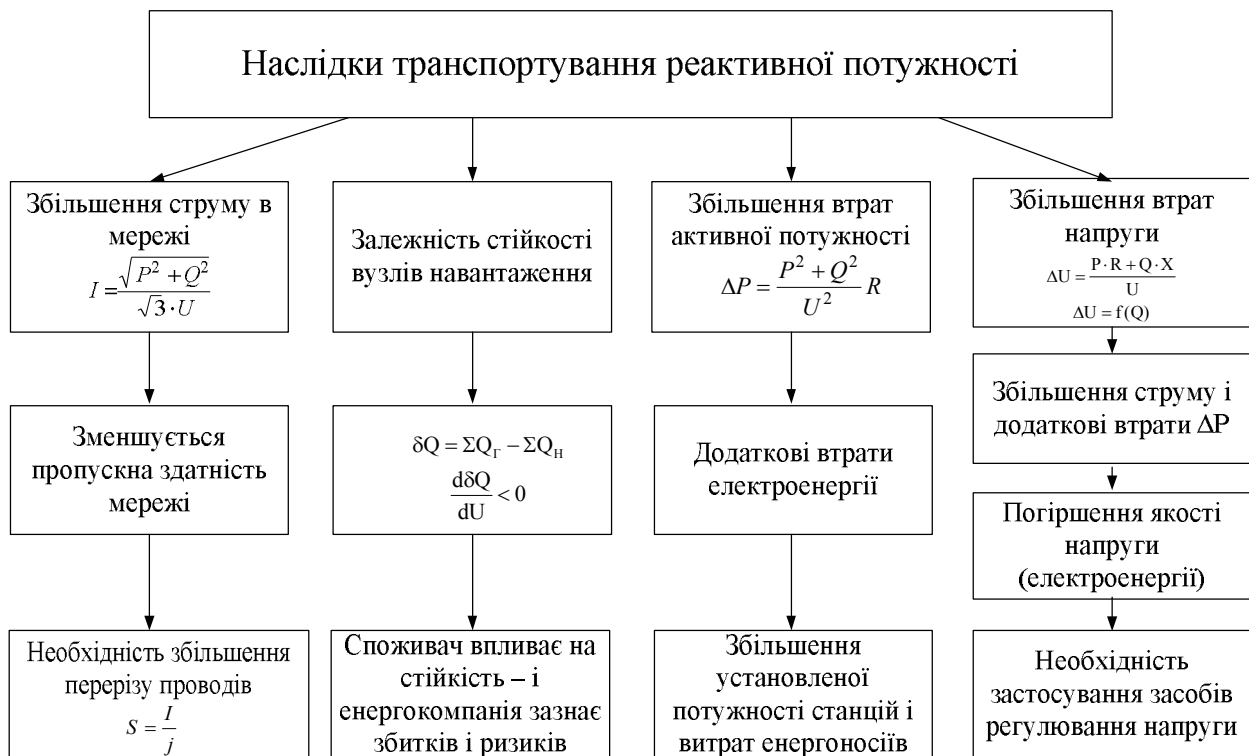 Наслідки транспортування реактивної потужності
Збільшення струму в
мережі
I = √(P² + Q²) / (√3 · U)
Зменшується
пропускна здатність
мережі
Необхідність збільшення
перерізу проводів
S = I / j
Залежність стійкості
вузлів навантаження
δQ = ΣQ_Г − ΣQ_Н
dδQ / dU < 0
Споживач впливає на
стійкість – і
енергокомпанія зазнає
збитків і ризиків
Збільшення втрат
активної потужності
ΔP = (P² + Q²) / U² R
Додаткові втрати
електроенергії
Збільшення
установленої
потужності станцій і
витрат енергоносіїв
Збільшення втрат
напруги
ΔU = (P · R + Q · X) / U
ΔU = f(Q)
Збільшення струму і
додаткові втрати ΔP
Погіршення якості
напруги
(електроенергії)
Необхідність
застосування засобів
регулювання напруги